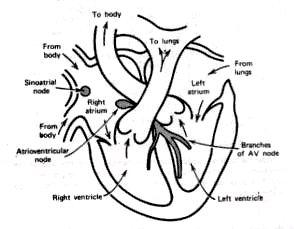 To body
To lungs
From
body
From
lungs
Left
atrium
Sinoatrial
node
Right
atrium
From
body
Atrioventricular
node
Branches
of AV node
Right ventricle
Left ventricle